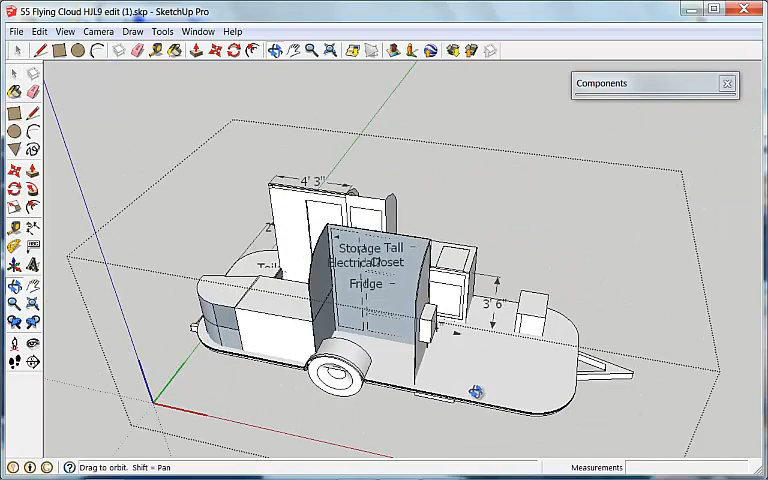 55 Flying Cloud HJL9 edit (1).skp - SketchUp Pro
File Edit View Camera Draw Tools Window Help
Components
4' 3"
Storage Tall
Electrical Closet
Fridge
3' 6"
Drag to orbit. Shift = Pan
Measurements